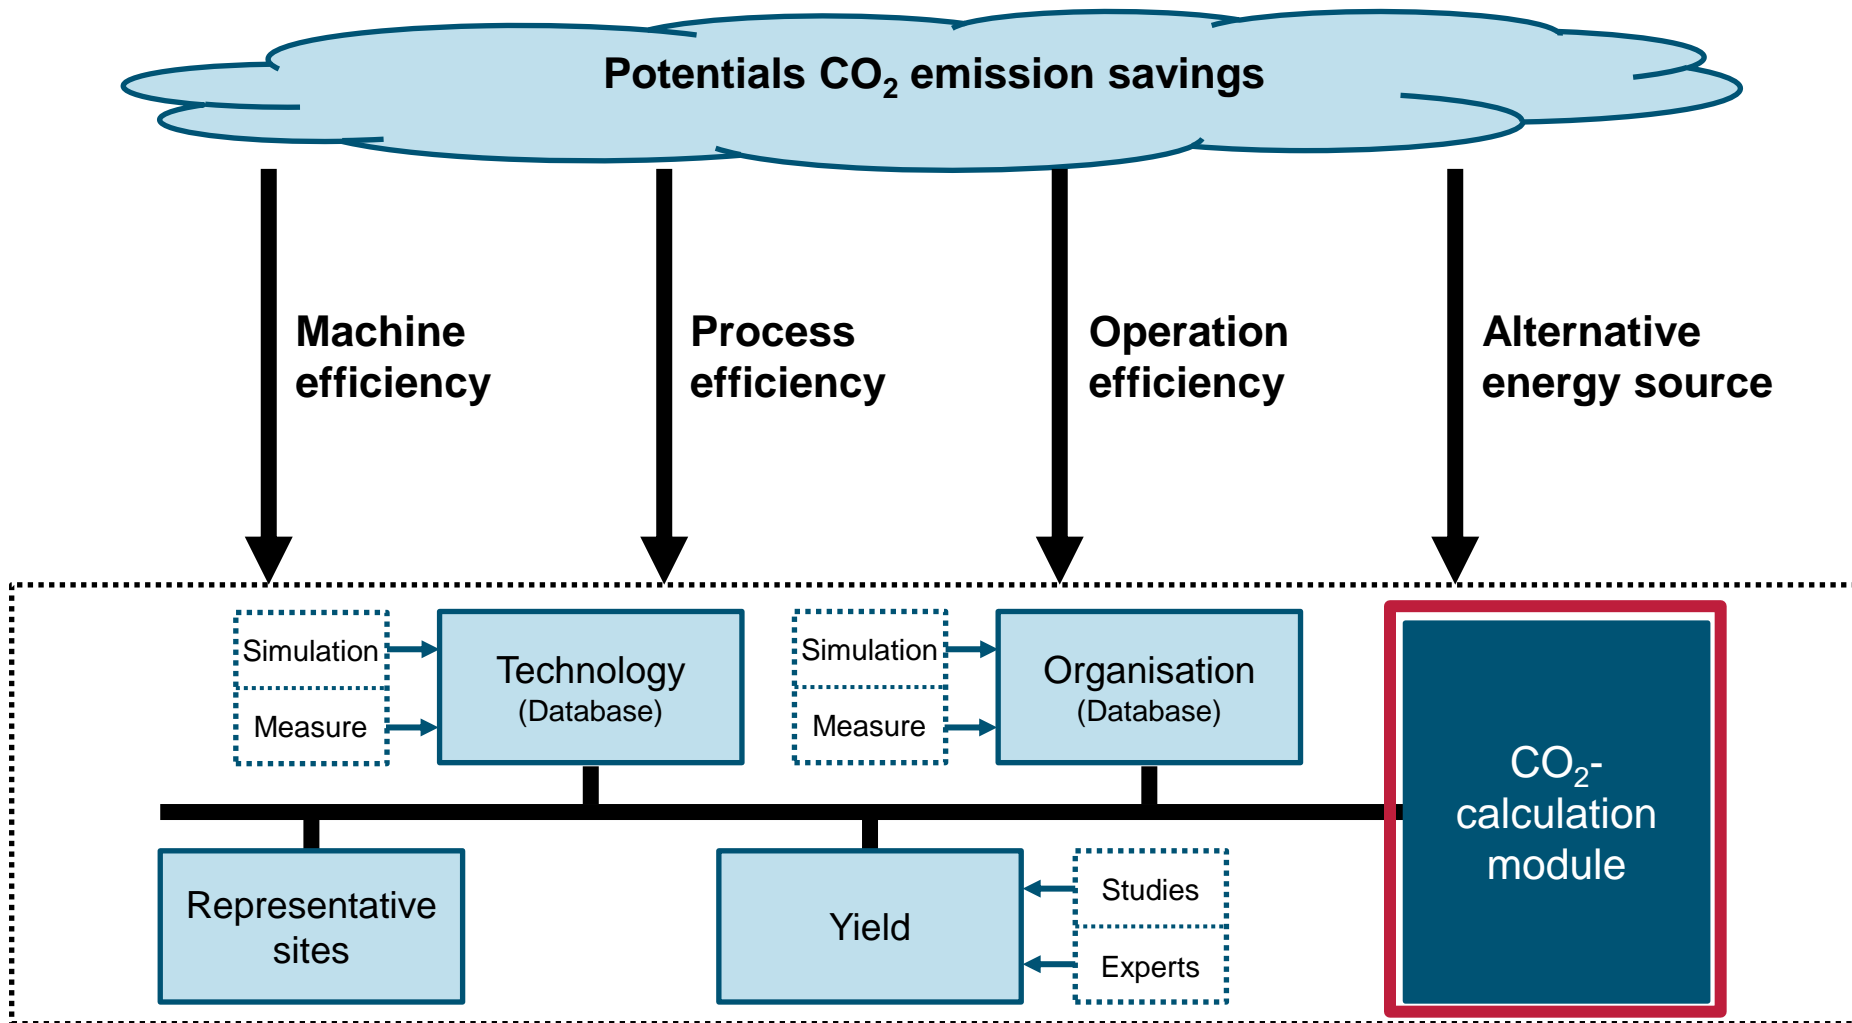 Potentials CO₂ emission savings
Machine
efficiency
Process
efficiency
Operation
efficiency
Alternative
energy source
Simulation
Measure
Technology
(Database)
Simulation
Measure
Organisation
(Database)
CO₂-
calculation
module
Representative
sites
Yield
Studies
Experts